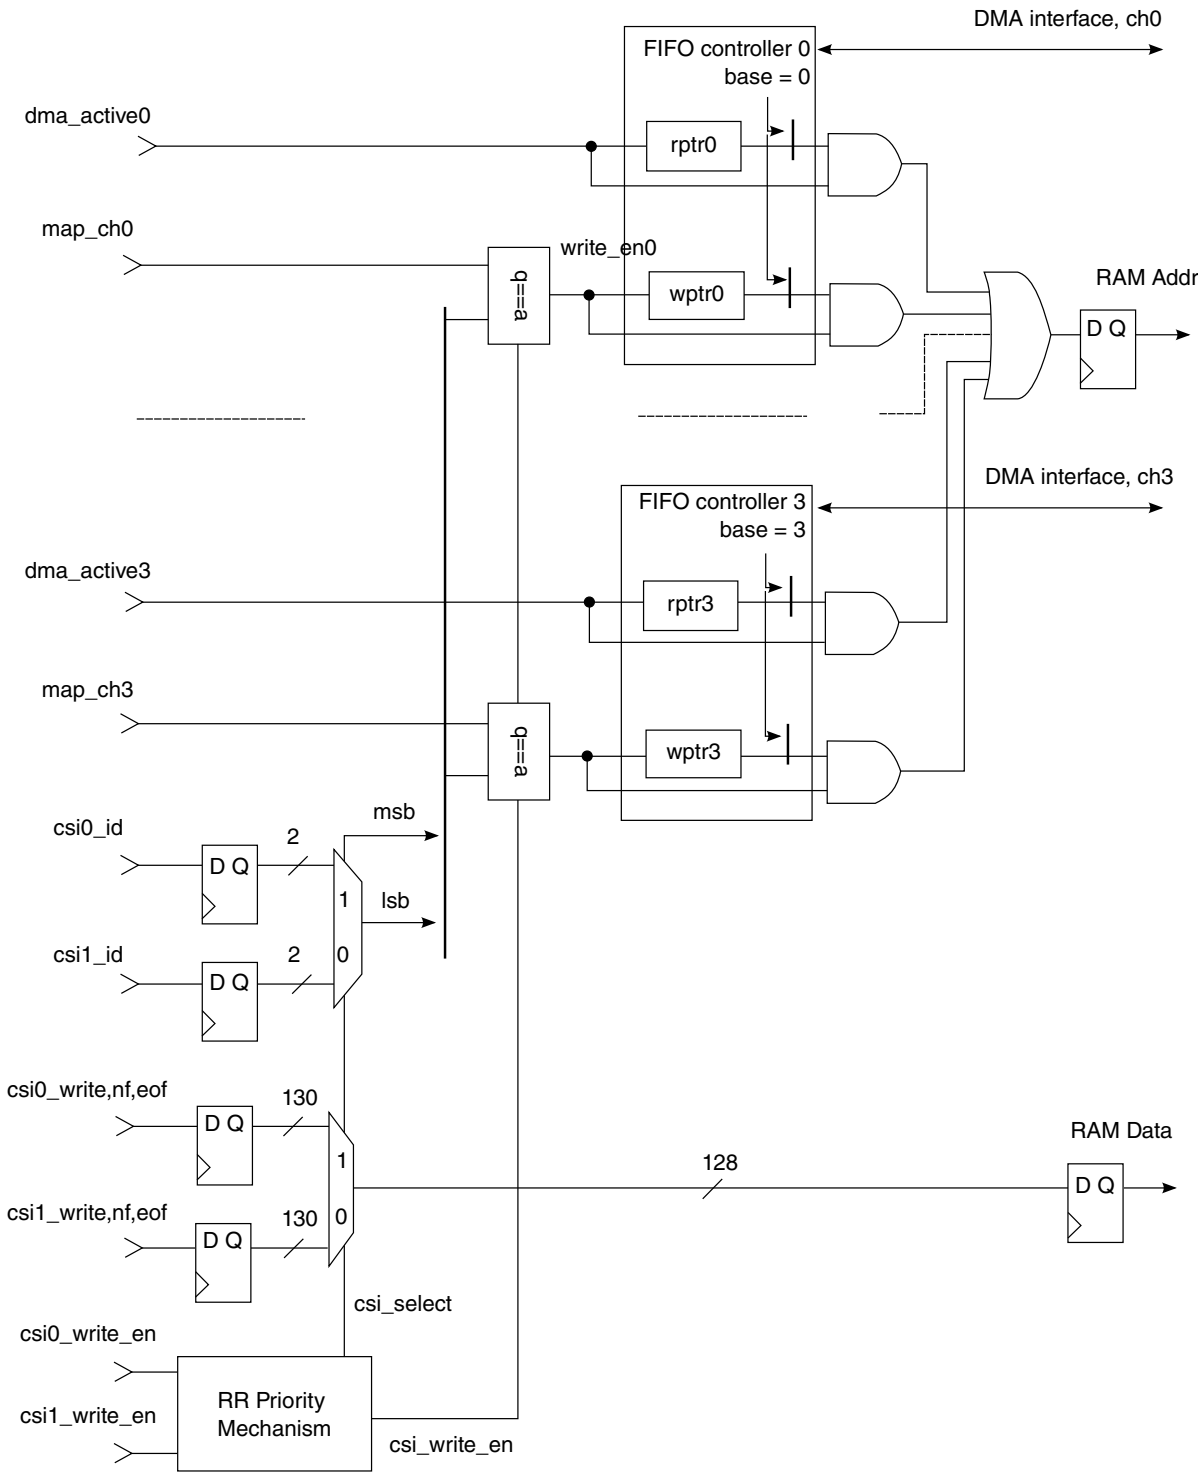 DMA interface, ch0
FIFO controller 0
base = 0
dma_active0
rptr0
map_ch0
write_en0
q==a
wptr0
RAM Addr
D Q
DMA interface, ch3
FIFO controller 3
base = 3
dma_active3
rptr3
map_ch3
q==a
wptr3
msb
csi0_id
2
D Q
1
lsb
csi1_id
2
0
D Q
csi0_write,nf,eof
130
D Q
1
RAM Data
128
D Q
csi1_write,nf,eof
130
0
D Q
csi_select
csi0_write_en
RR Priority
Mechanism
csi1_write_en
csi_write_en